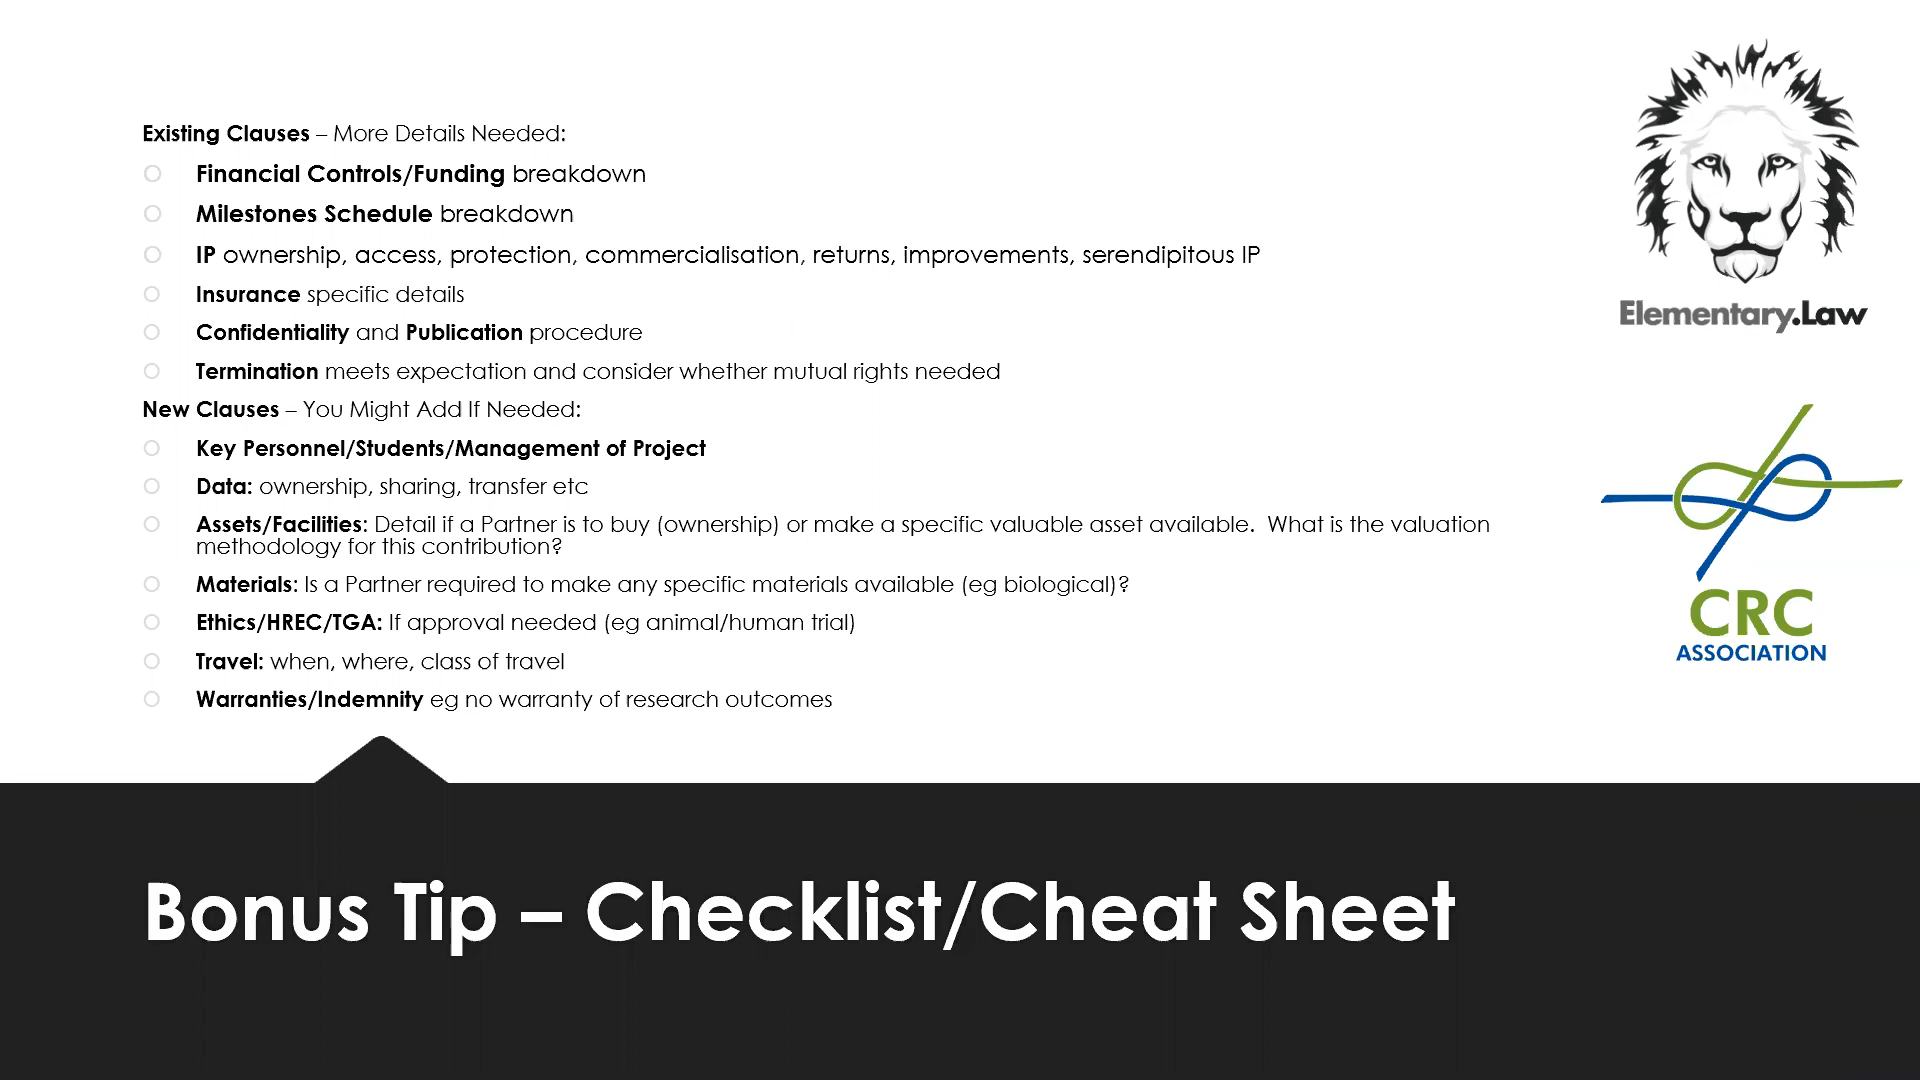 Existing Clauses – More Details Needed:
Financial Controls/Funding breakdown
Milestones Schedule breakdown
IP ownership, access, protection, commercialisation, returns, improvements, serendipitous IP
Insurance specific details
Confidentiality and Publication procedure
Termination meets expectation and consider whether mutual rights needed
New Clauses – You Might Add If Needed:
Key Personnel/Students/Management of Project
Data: ownership, sharing, transfer etc
Assets/Facilities: Detail if a Partner is to buy (ownership) or make a specific valuable asset available.  What is the valuation
methodology for this contribution?
Materials: Is a Partner required to make any specific materials available (eg biological)?
Ethics/HREC/TGA: If approval needed (eg animal/human trial)
Travel: when, where, class of travel
Warranties/Indemnity eg no warranty of research outcomes
Elementary.Law
CRC
ASSOCIATION
Bonus Tip – Checklist/Cheat Sheet